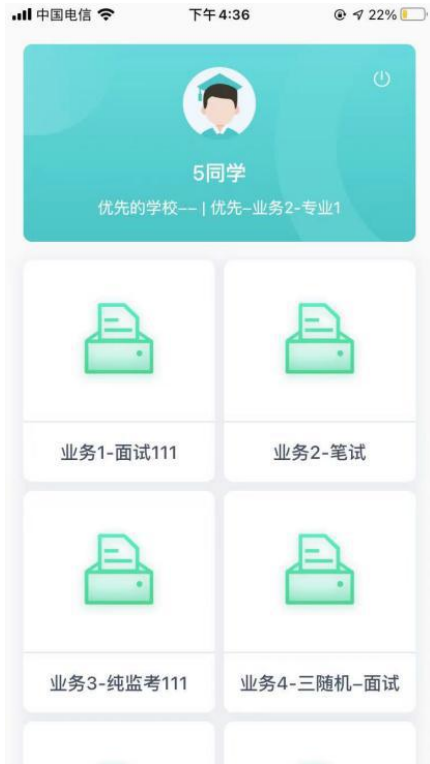 中国电信 下午4:36 22%
5同学
优先的学校–– | 优先–业务2-专业1
业务1-面试111 业务2-笔试
业务3-纯监考111 业务4-三随机–面试